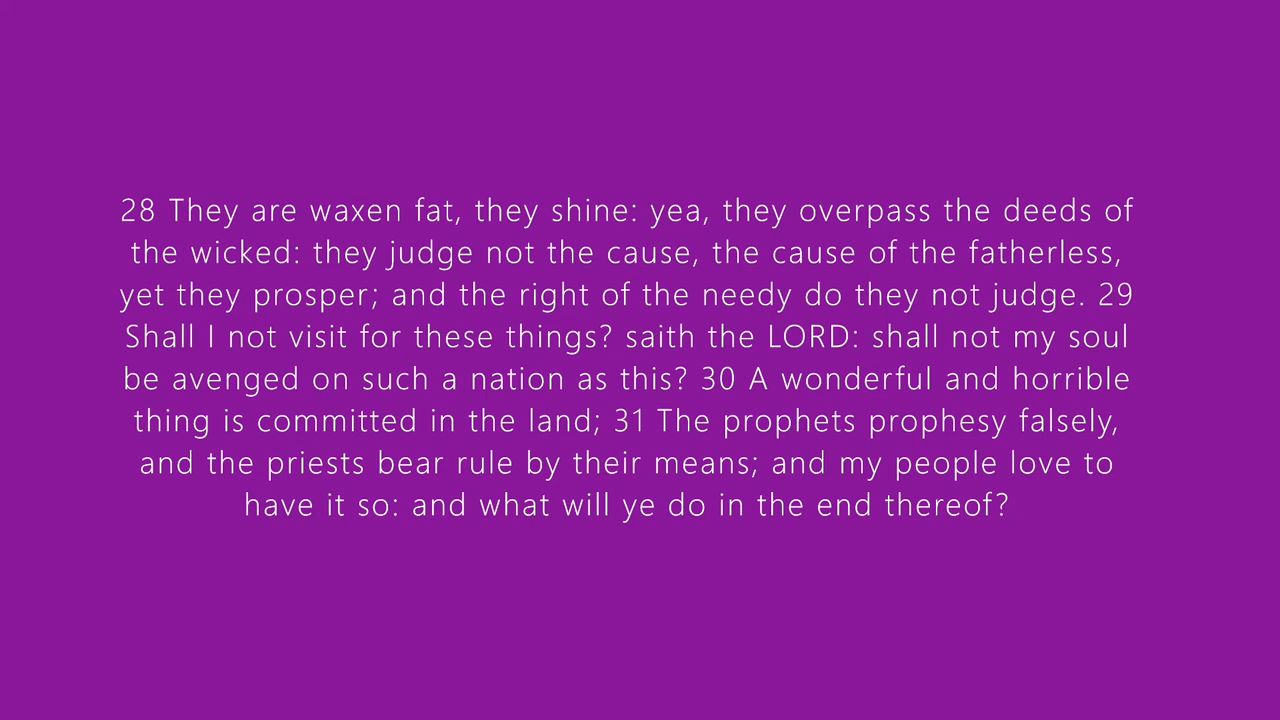 28 They are waxen fat, they shine: yea, they overpass the deeds of
the wicked: they judge not the cause, the cause of the fatherless,
yet they prosper; and the right of the needy do they not judge. 29
Shall I not visit for these things? saith the LORD: shall not my soul
be avenged on such a nation as this? 30 A wonderful and horrible
thing is committed in the land; 31 The prophets prophesy falsely,
and the priests bear rule by their means; and my people love to
have it so: and what will ye do in the end thereof?